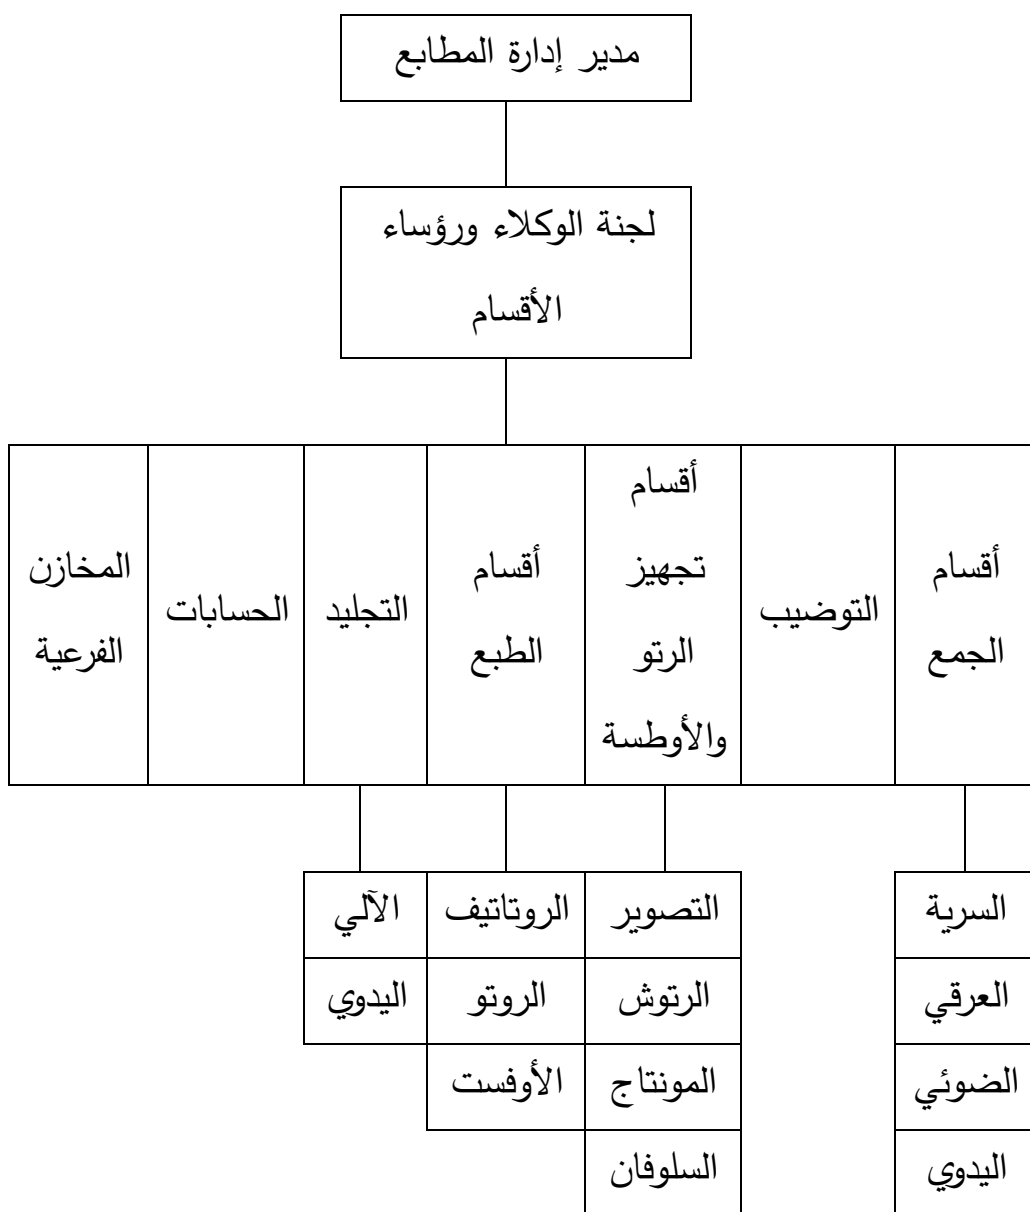 مدير إدارة المطابع
لجنة الوكلاء ورؤساء
الأقسام
أقسام
الجمع
التوضيب
أقسام
تجهيز
الرتو
والأوطسة
أقسام
الطبع
التجليد
الحسابات
المخازن
الفرعية
السرية
العرقي
الضوئي
اليدوي
التصوير
الرتوش
المونتاج
السلوفان
الروتاتيف
الروتو
الأوفست
الآلي
اليدوي